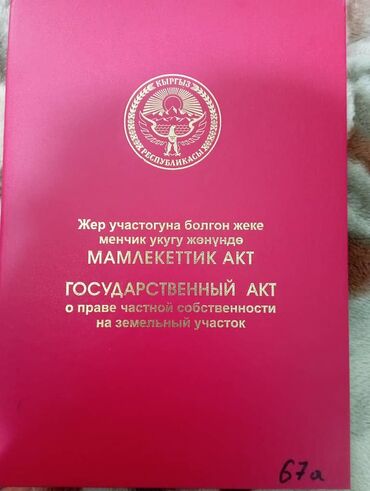 КЫРГЫЗ
РЕСПУБЛИКАСЫ
Жер участогуна болгон жеке
менчик укугу жөнүндө
МАМЛЕКЕТТИК АКТ
ГОСУДАРСТВЕННЫЙ АКТ
о праве частной собственности
на земельный участок
67а